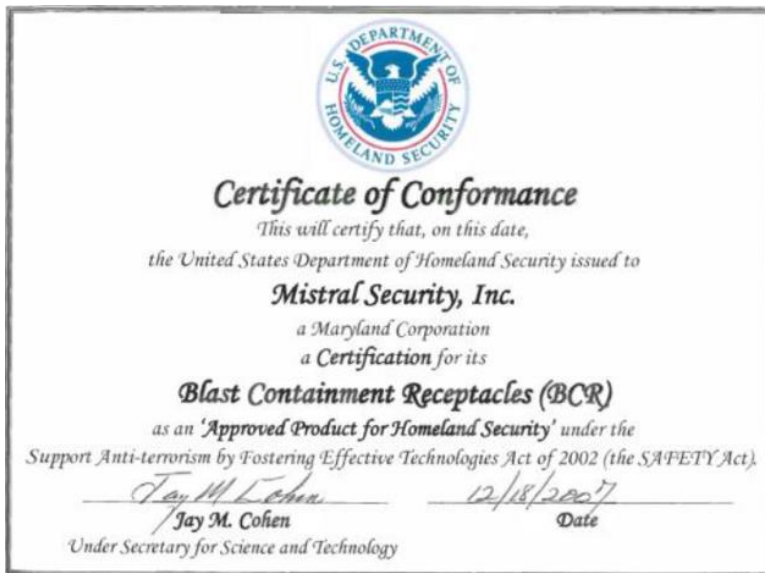 U.S. DEPARTMENT OF
HOMELAND SECURITY
Certificate of Conformance
This will certify that, on this date,
the United States Department of Homeland Security issued to
Mistral Security, Inc.
a Maryland Corporation
a Certification for its
Blast Containment Receptacles (BCR)
as an 'Approved Product for Homeland Security' under the
Support Anti-terrorism by Fostering Effective Technologies Act of 2002 (the SAFETY Act).
Jay M Cohen 12/18/2007
Jay M. Cohen Date
Under Secretary for Science and Technology